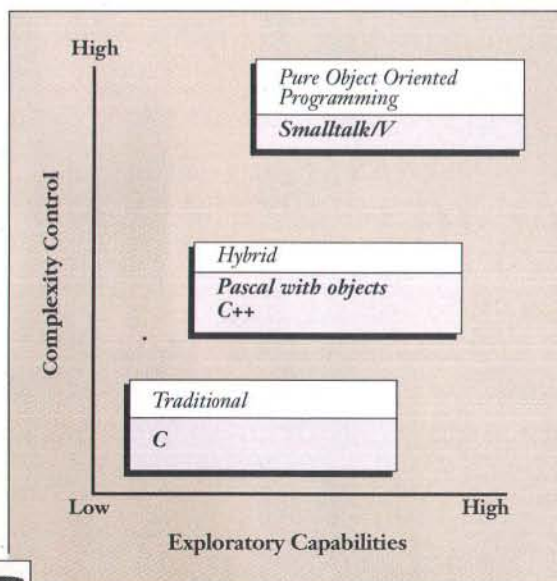 High
Pure Object Oriented
Programming
Smalltalk/V
Complexity Control
Hybrid
Pascal with objects
C++
Traditional
C
Low
High
Exploratory Capabilities